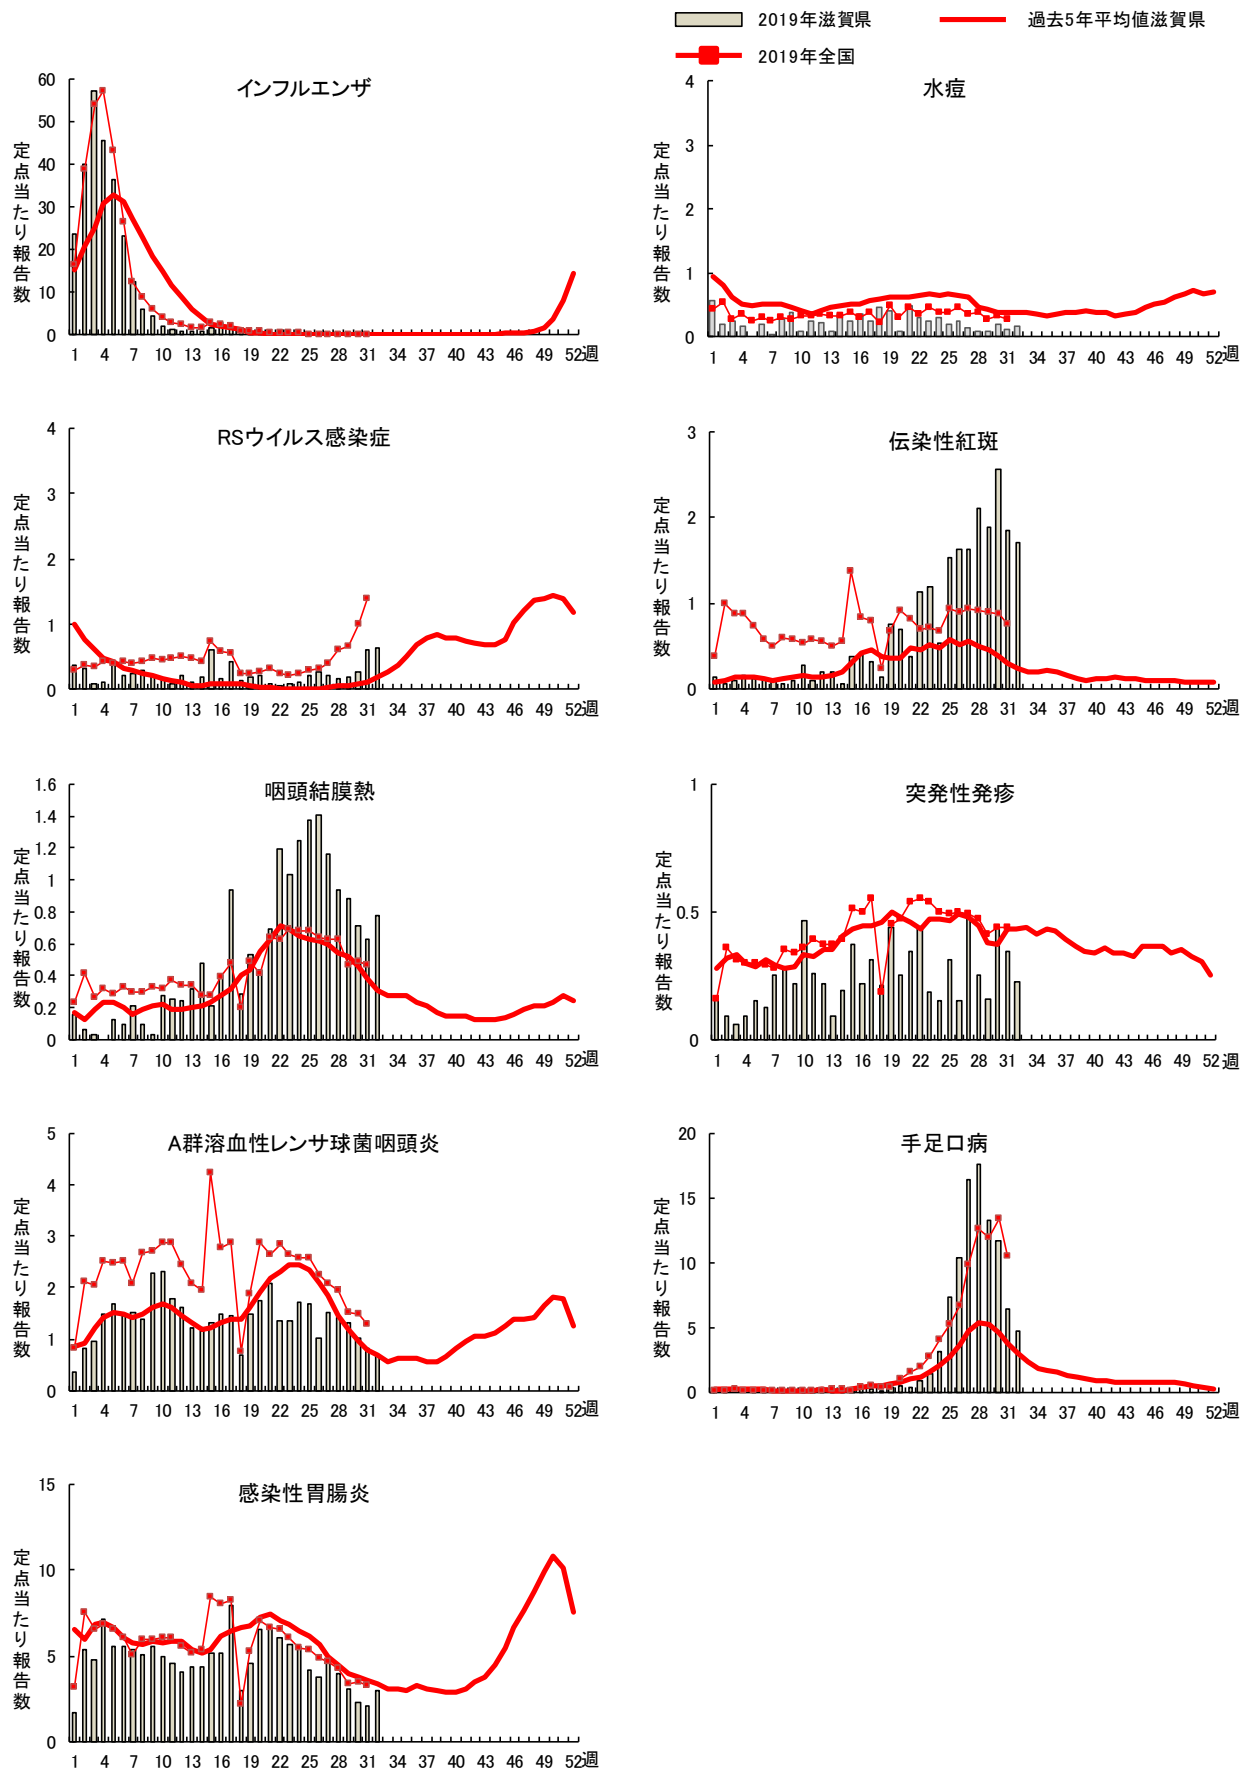 2019年滋賀県
過去5年平均値滋賀県
2019年全国
インフルエンザ
定点当たり報告数
60
50
40
30
20
10
0
1 4 7 10 13 16 19 22 25 28 31 34 37 40 43 46 49 52週
水痘
定点当たり報告数
4
3
2
1
0
1 4 7 10 13 16 19 22 25 28 31 34 37 40 43 46 49 52週
RSウイルス感染症
定点当たり報告数
4
3
2
1
0
1 4 7 10 13 16 19 22 25 28 31 34 37 40 43 46 49 52週
伝染性紅斑
定点当たり報告数
3
2
1
0
1 4 7 10 13 16 19 22 25 28 31 34 37 40 43 46 49 52週
咽頭結膜熱
定点当たり報告数
1.6
1.4
1.2
1
0.8
0.6
0.4
0.2
0
1 4 7 10 13 16 19 22 25 28 31 34 37 40 43 46 49 52週
突発性発疹
定点当たり報告数
1
0.5
0
1 4 7 10 13 16 19 22 25 28 31 34 37 40 43 46 49 52週
A群溶血性レンサ球菌咽頭炎
定点当たり報告数
5
4
3
2
1
0
1 4 7 10 13 16 19 22 25 28 31 34 37 40 43 46 49 52週
手足口病
定点当たり報告数
20
15
10
5
0
1 4 7 10 13 16 19 22 25 28 31 34 37 40 43 46 49 52週
感染性胃腸炎
定点当たり報告数
15
10
5
0
1 4 7 10 13 16 19 22 25 28 31 34 37 40 43 46 49 52週